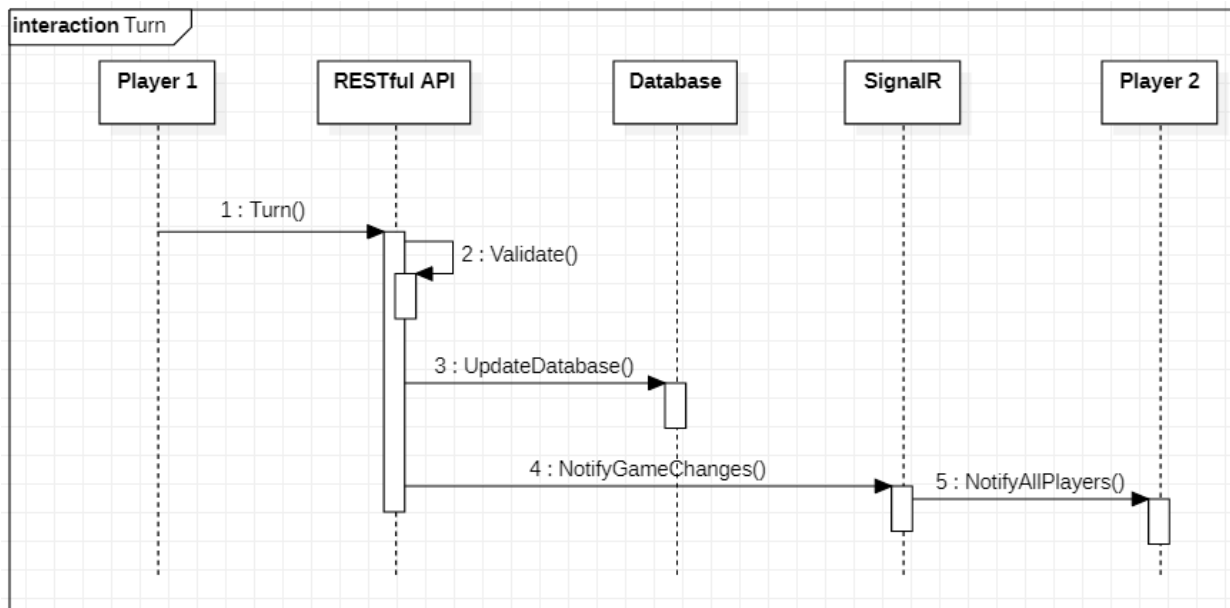 interaction Turn
Player 1
RESTful API
Database
SignalR
Player 2
1 : Turn()
2 : Validate()
3 : UpdateDatabase()
4 : NotifyGameChanges()
5 : NotifyAllPlayers()